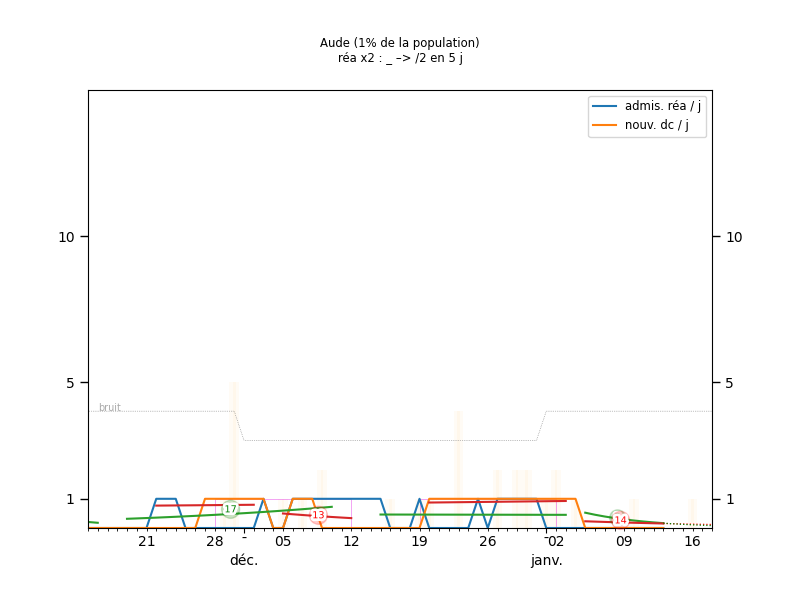 Aude (1% de la population)
réa x2 : _ –> /2 en 5 j
admis. réa / j
nouv. dc / j
10 10
5 5
bruit
1 1
17 13 14
21 28 - 05 12 19 26 - 02 09 16
déc. janv.